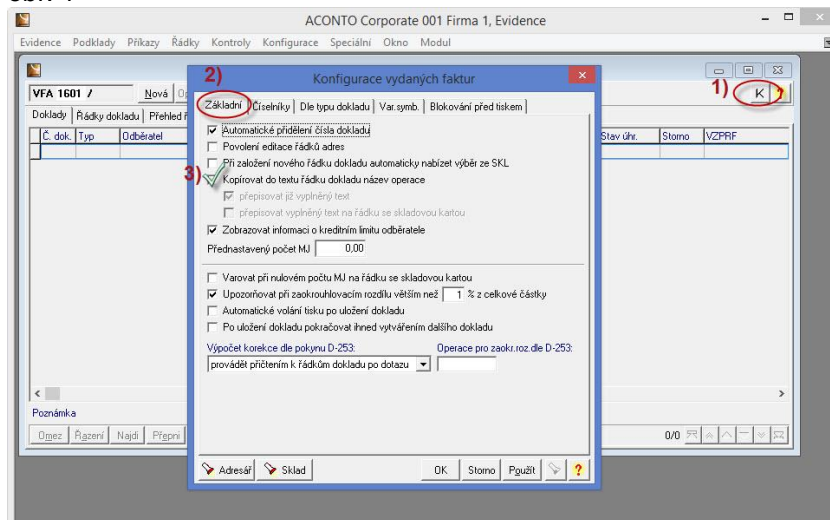 ACONTO Corporate 001 Firma 1, Evidence
Evidence Podklady Příkazy Řádky Kontroly Konfigurace Speciální Okno Modul
VFA 1601 / Nová
1) K ?
Doklady Řádky dokladu Přehled ř
Č. dok. Typ Odběratel Stav úhr. Storno VZPRF
2) Konfigurace vydaných faktur
Základní Číselníky Dle typu dokladu Var.symb. Blokování před tiskem
Automatické přidělení čísla dokladu
Povolení editace řádků adres
Při založení nového řádku dokladu automaticky nabízet výběr ze SKL
3) Kopírovat do textu řádku dokladu název operace
přepisovat již vyplněný text
přepisovat vyplněný text na řádku se skladovou kartou
Zobrazovat informaci o kreditním limitu odběratele
Přednastavený počet MJ 0,00
Varovat při nulovém počtu MJ na řádku se skladovou kartou
Upozorňovat při zaokrouhlovacím rozdílu větším než 1 % z celkové částky
Automatické volání tisku po uložení dokladu
Po uložení dokladu pokračovat ihned vytvářením dalšího dokladu
Výpočet korekce dle pokynu D-253: Operace pro zaokr.roz.dle D-253:
provádět přičtením k řádkům dokladu po dotazu
Poznámka
Omez Řazení Najdi Přepni 0/0
Adresář Sklad OK Storno Použít ?